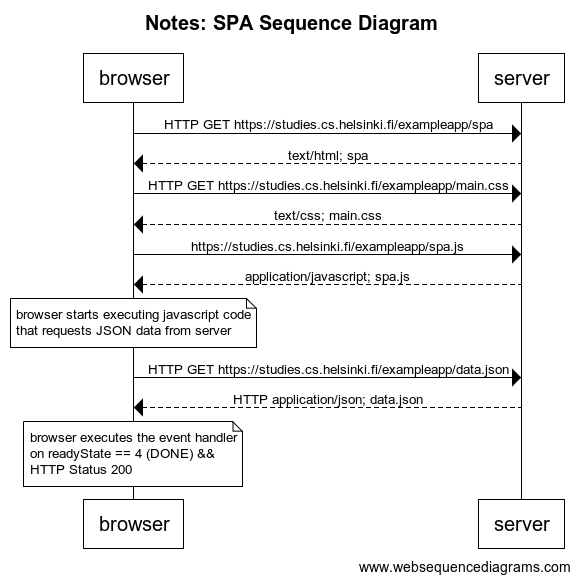 Notes: SPA Sequence Diagram
browser
server
HTTP GET https://studies.cs.helsinki.fi/exampleapp/spa
text/html; spa
HTTP GET https://studies.cs.helsinki.fi/exampleapp/main.css
text/css; main.css
https://studies.cs.helsinki.fi/exampleapp/spa.js
application/javascript; spa.js
browser starts executing javascript code
that requests JSON data from server
HTTP GET https://studies.cs.helsinki.fi/exampleapp/data.json
HTTP application/json; data.json
browser executes the event handler
on readyState == 4 (DONE) &&
HTTP Status 200
browser
server
www.websequencediagrams.com